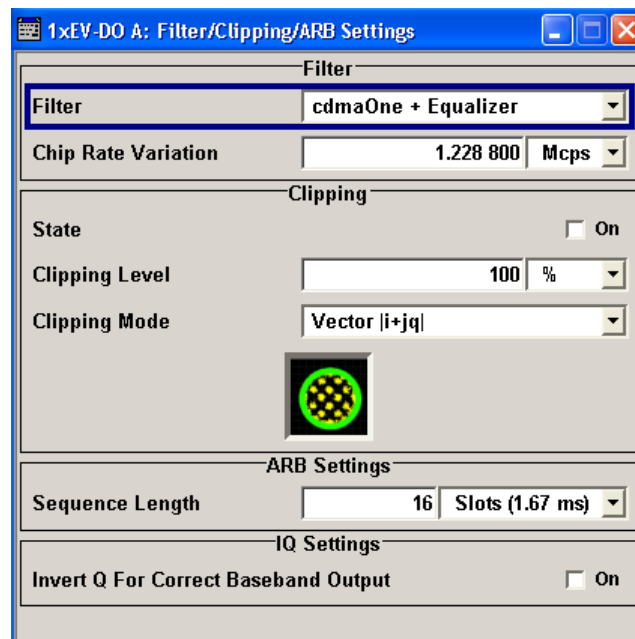 1xEV-DO A: Filter/Clipping/ARB Settings
Filter
Filter cdmaOne + Equalizer
Chip Rate Variation 1.228 800 Mcps
Clipping
State On
Clipping Level 100 %
Clipping Mode Vector |i+jq|
ARB Settings
Sequence Length 16 Slots (1.67 ms)
IQ Settings
Invert Q For Correct Baseband Output On